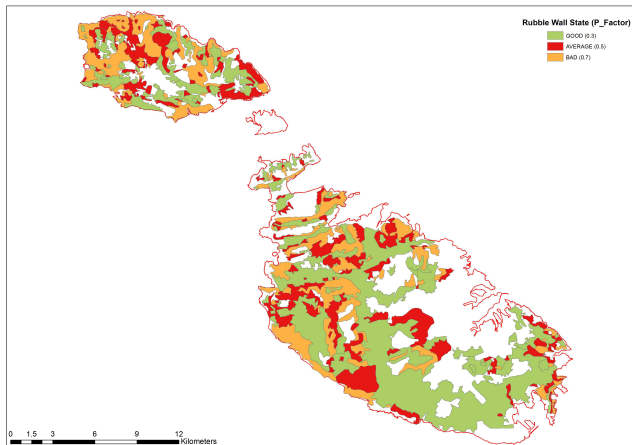 Rubble Wall State (P_Factor)
GOOD (0.3)
AVERAGE (0.5)
BAD (0.7)
0 1.5 3 6 9 12
Kilometers